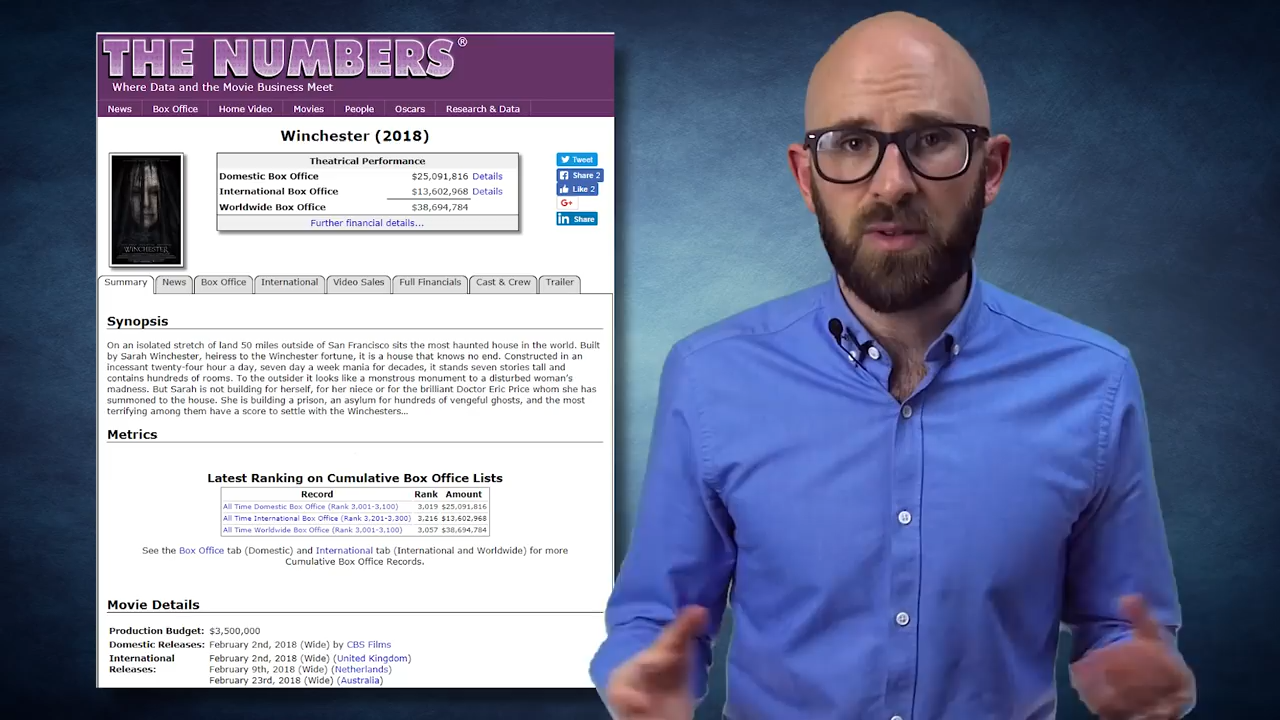 THE NUMBERS®
Where Data and the Movie Business Meet
News Box Office Home Video Movies People Oscars Research & Data
Winchester (2018)
Theatrical Performance
Domestic Box Office $25,091,816 Details
International Box Office $13,602,968 Details
Worldwide Box Office $38,694,784
Further financial details...
Tweet
Share 2
Like 2
G+
in Share
WINCHESTER
Summary News Box Office International Video Sales Full Financials Cast & Crew Trailer
Synopsis
On an isolated stretch of land 50 miles outside of San Francisco sits the most haunted house in the world. Built
by Sarah Winchester, heiress to the Winchester fortune, it is a house that knows no end. Constructed in an
incessant twenty-four hour a day, seven day a week mania for decades, it stands seven stories tall and
contains hundreds of rooms. To the outsider it looks like a monstrous monument to a disturbed woman's
madness. But Sarah is not building for herself, for her niece or for the brilliant Doctor Eric Price whom she has
summoned to the house. She is building a prison, an asylum for hundreds of vengeful ghosts, and the most
terrifying among them have a score to settle with the Winchesters...
Metrics
Latest Ranking on Cumulative Box Office Lists
Record Rank Amount
All Time Domestic Box Office (Rank 3,001-3,100) 3,019 $25,091,816
All Time International Box Office (Rank 3,201-3,300) 3,216 $13,602,968
All Time Worldwide Box Office (Rank 3,001-3,100) 3,057 $38,694,784
See the Box Office tab (Domestic) and International tab (International and Worldwide) for more
Cumulative Box Office Records.
Movie Details
Production Budget: $3,500,000
Domestic Releases: February 2nd, 2018 (Wide) by CBS Films
International February 2nd, 2018 (Wide) (United Kingdom)
Releases: February 9th, 2018 (Wide) (Netherlands)
February 23rd, 2018 (Wide) (Australia)